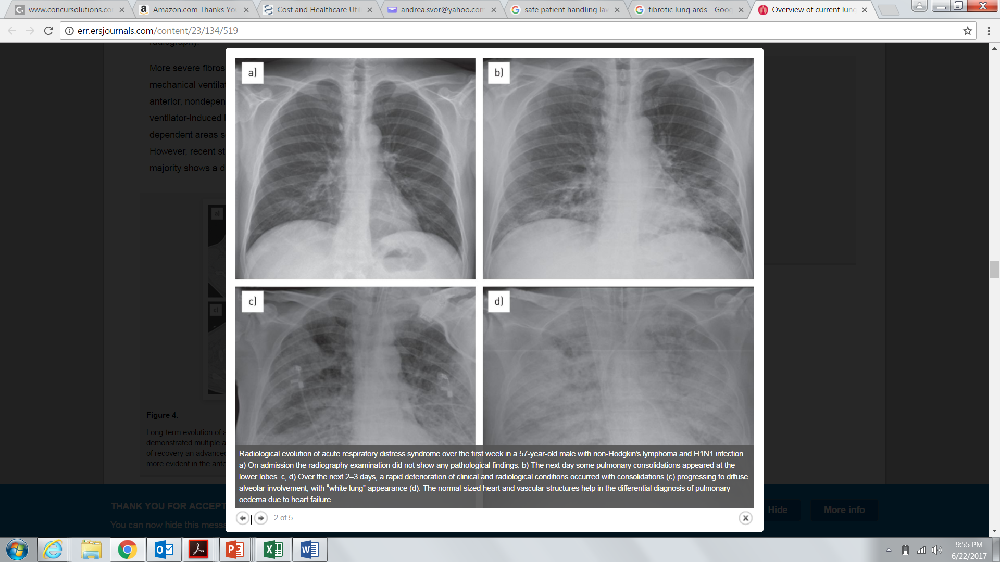 www.concursolutions.co
Amazon.com Thanks Yo
Cost and Healthcare Util
andrea.svor@yahoo.com
safe patient handling la
fibrotic lung ards - Goog
Overview of current lung
err.ersjournals.com/content/23/134/519
radiography.
More severe fibros
mechanical ventila
anterior, nondepen
ventilator-induced
dependent areas s
However, recent st
majority shows a d
a)
b)
c)
d)
a)
c)
Figure 4.
Long-term evolution of a
demonstrated multiple a
of recovery an advanced
more evident in the ante
Radiological evolution of acute respiratory distress syndrome over the first week in a 57-year-old male with non-Hodgkin's lymphoma and H1N1 infection.
a) On admission the radiography examination did not show any pathological findings. b) The next day some pulmonary consolidations appeared at the
lower lobes. c, d) Over the next 2–3 days, a rapid deterioration of clinical and radiological conditions occurred with consolidations (c) progressing to diffuse
alveolar involvement, with "white lung" appearance (d). The normal-sized heart and vascular structures help in the differential diagnosis of pulmonary
oedema due to heart failure.
2 of 5
THANK YOU FOR ACCEPT
You can now hide this messa
Hide
More info
9:55 PM
6/22/2017